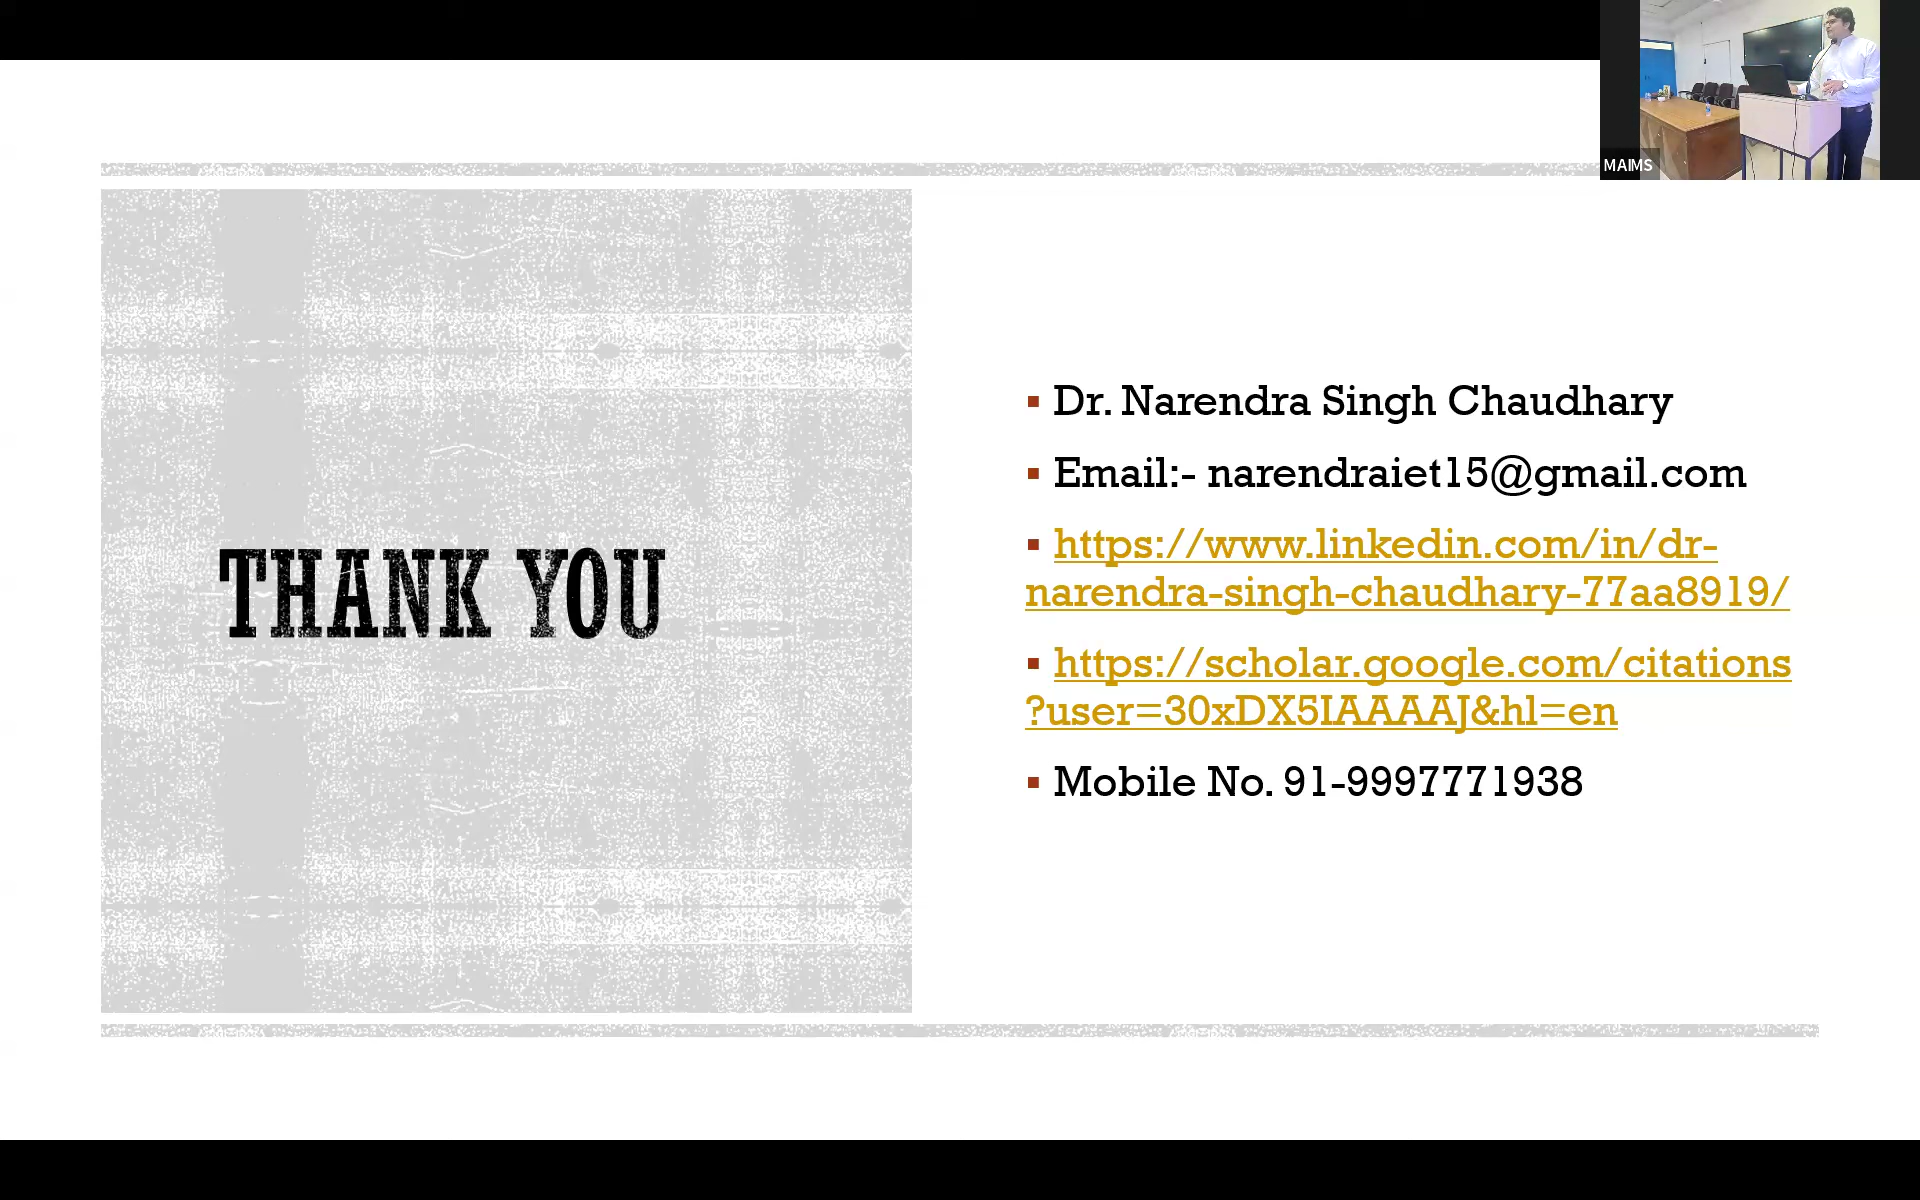 MAIMS
THANK YOU
▪ Dr. Narendra Singh Chaudhary
▪ Email:- narendraiet15@gmail.com
▪ https://www.linkedin.com/in/dr-
narendra-singh-chaudhary-77aa8919/
▪ https://scholar.google.com/citations
?user=30xDX5IAAAAJ&hl=en
▪ Mobile No. 91-9997771938